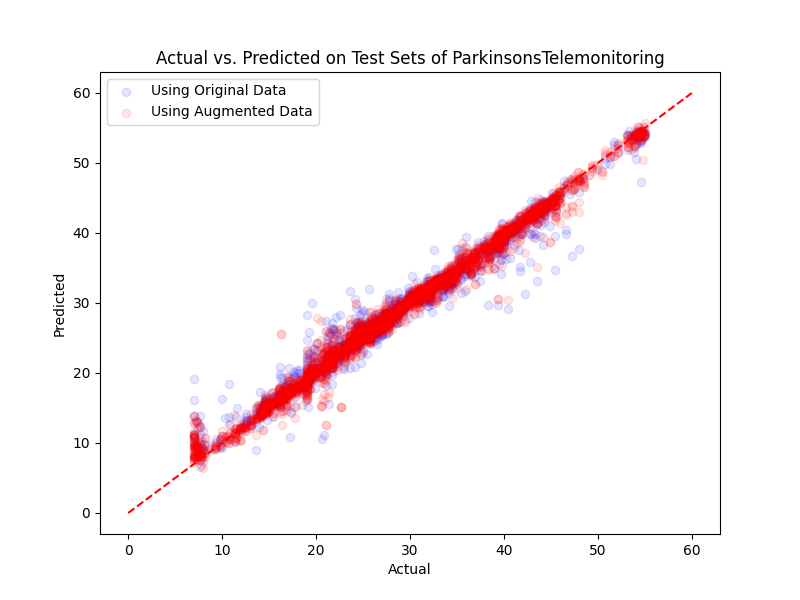 Actual vs. Predicted on Test Sets of ParkinsonsTelemonitoring
Using Original Data
Using Augmented Data
60
50
40
30
20
10
0
Predicted
0 10 20 30 40 50 60
Actual